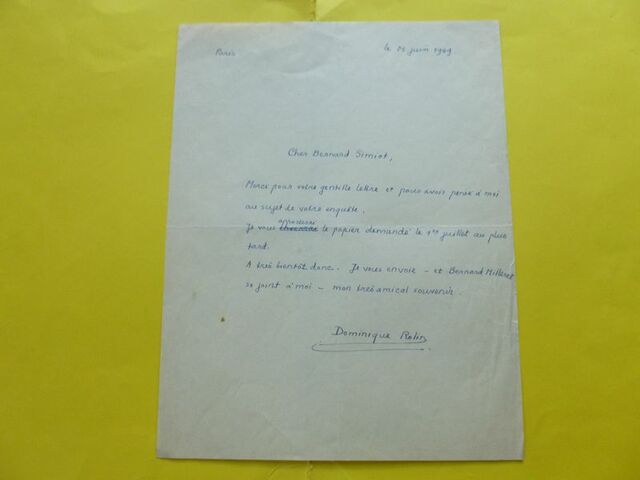 Paris le 01 juin 1949
Cher Bernard Simiot,
Merci pour votre gentille lettre et pour avoir pensé à moi
au sujet de votre enquête.
apporterai
Je vous le papier demandé le 1er juillet au plus
tard.
A très bientôt donc. Je vous envoie - et Bernard Milleret
se joint à moi - mon très amical souvenir.
Dominique Rolin